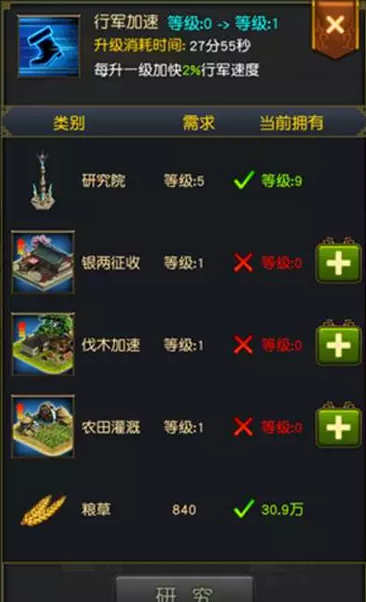 行军加速 等级:0 -> 等级:1
升级消耗时间: 27分55秒
每升一级加快2%行军速度
类别 需求 当前拥有
研究院 等级:5 等级:9
银两征收 等级:1 等级:0
伐木加速 等级:1 等级:0
农田灌溉 等级:1 等级:0
粮草 840 30.9万
研究